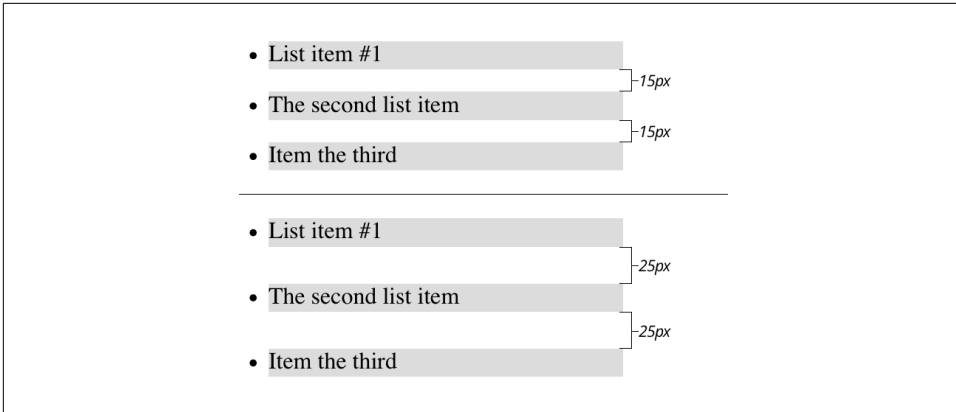 • List item #1
15px
• The second list item
15px
• Item the third
• List item #1
25px
• The second list item
25px
• Item the third